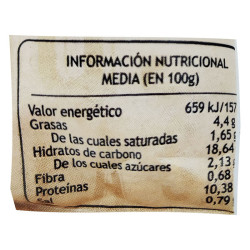 INFORMACIÓN NUTRICIONAL
MEDIA (EN 100g)
Valor energético 659 kJ/157
Grasas 4,4 g
De las cuales saturadas 1,65
Hidratos de carbono 18,64
De los cuales azúcares 2,13
Fibra 0,68
Proteínas 10,38
Sal 0,79